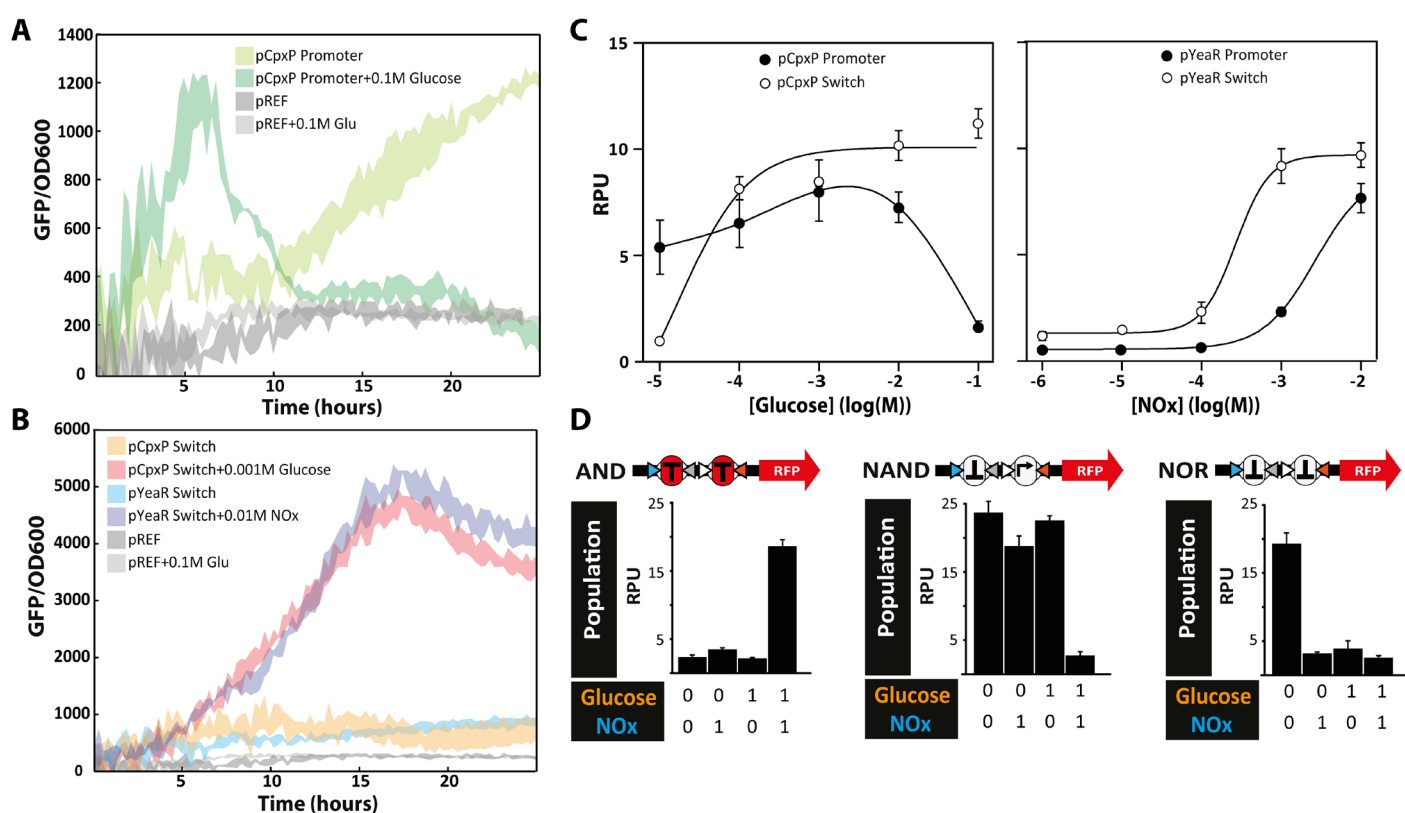 A
1400
1200
1000
800
600
400
200
0
GFP/OD600
pCpxP Promoter
pCpxP Promoter+0.1M Glucose
pREF
pREF+0.1M Glu
5
10
15
20
Time (hours)
B
6000
5000
4000
3000
2000
1000
0
GFP/OD600
pCpxP Switch
pCpxP Switch+0.001M Glucose
pYeaR Switch
pYeaR Switch+0.01M NOx
pREF
pREF+0.1M Glu
5
10
15
20
Time (hours)
C
15
10
5
0
RPU
pCpxP Promoter
pCpxP Switch
-5
-4
-3
-2
-1
[Glucose] (log(M))
pYeaR Promoter
pYeaR Switch
-6
-5
-4
-3
-2
[NOx] (log(M))
D
AND
RFP
Population
RPU
25
15
5
Glucose 0 0 1 1
NOx 0 1 0 1
NAND
RFP
Population
RPU
25
15
5
Glucose 0 0 1 1
NOx 0 1 0 1
NOR
RFP
Population
RPU
25
15
5
Glucose 0 0 1 1
NOx 0 1 0 1